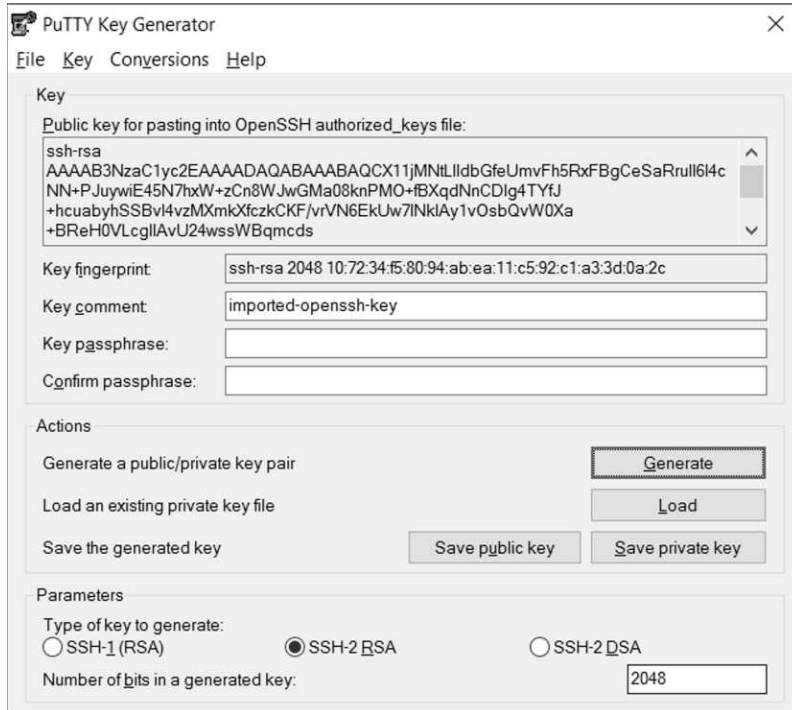 PuTTY Key Generator
File Key Conversions Help
Key
Public key for pasting into OpenSSH authorized_keys file:
ssh-rsa
AAAAB3NzaC1yc2EAAAADAQABAAABAQCX11jMNtLlldbGfeUmvFh5RxFBgCeSaRrull6l4c
NN+PJuywiE45N7hxW+zCn8WJwGMa08knPMO+fBXqdNnCDIg4TYfJ
+hcuabyhSSBvl4vzMXmkXfczkCKF/vrVN6EkUw7lNklAy1vOsbQvW0Xa
+BReH0VLcgllAvU24wssWBqmcds
Key fingerprint: ssh-rsa 2048 10:72:34:f5:80:94:ab:ea:11:c5:92:c1:a3:3d:0a:2c
Key comment: imported-openssh-key
Key passphrase:
Confirm passphrase:
Actions
Generate a public/private key pair Generate
Load an existing private key file Load
Save the generated key Save public key Save private key
Parameters
Type of key to generate:
SSH-1 (RSA) SSH-2 RSA SSH-2 DSA
Number of bits in a generated key: 2048